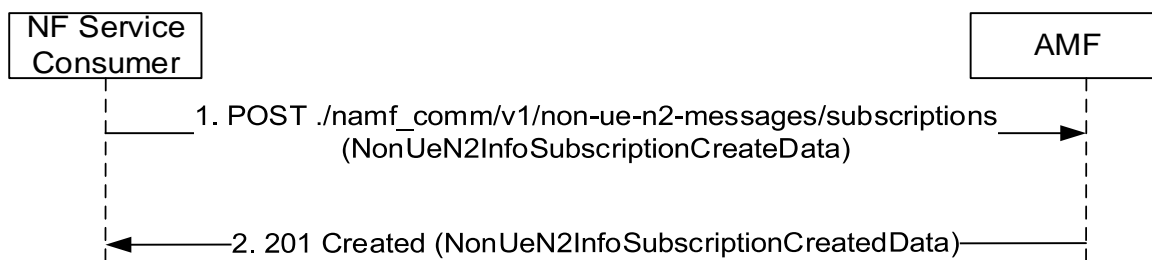 NF Service
Consumer
AMF
1. POST ./namf_comm/v1/non-ue-n2-messages/subscriptions
(NonUeN2InfoSubscriptionCreateData)
2. 201 Created (NonUeN2InfoSubscriptionCreatedData)